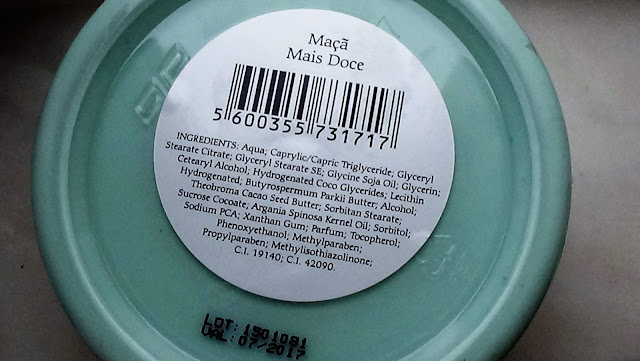 Maçã
Mais Doce
5 600355 731717
INGREDIENTS: Aqua; Caprylic/Capric Triglyceride; Glyceryl
Stearate Citrate; Glyceryl Stearate SE; Glycine Soja Oil; Glycerin;
Cetearyl Alcohol; Hydrogenated Coco Glycerides; Lecithin
Hydrogenated; Butyrospermum Parkii Butter; Alcohol;
Theobroma Cacao Seed Butter; Sorbitan Stearate;
Sucrose Cocoate; Argania Spinosa Kernel Oil; Sorbitol;
Sodium PCA; Xanthan Gum; Parfum; Tocopherol;
Phenoxyethanol; Methylparaben;
Propylparaben; Methylisothiazolinone;
C.I. 19140; C.I. 42090.
LOT: 1501081
VAL: 07/2017